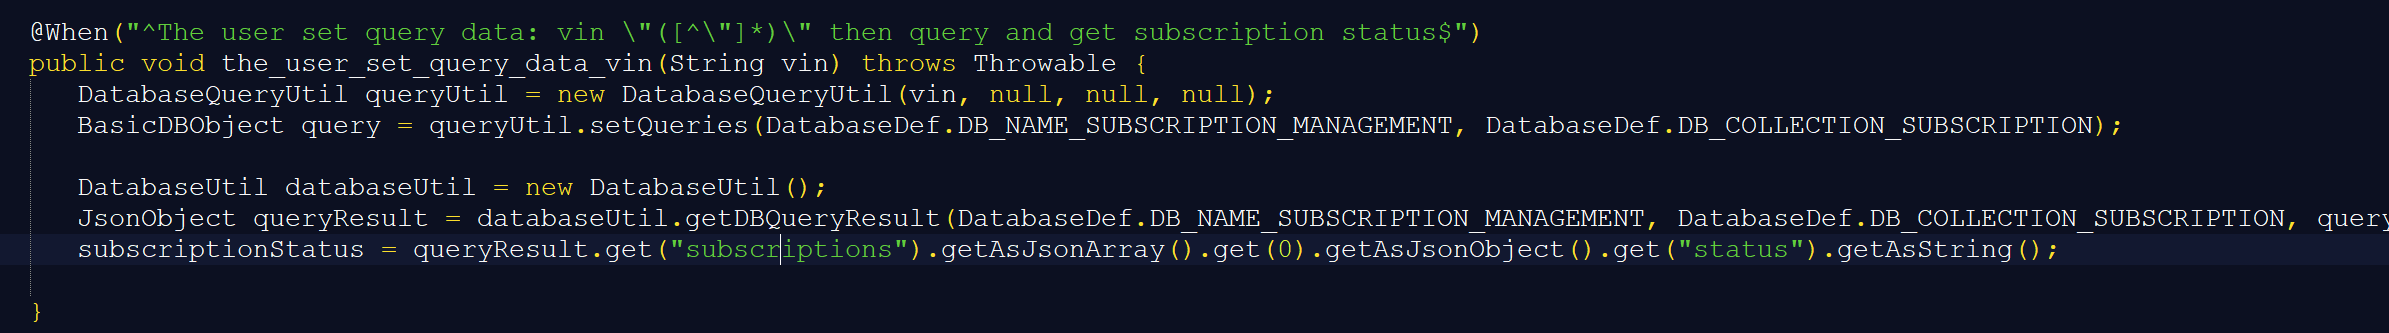 @When("^The user set query data: vin \"([^\"]*)\" then query and get subscription status$")
public void the_user_set_query_data_vin(String vin) throws Throwable {
DatabaseQueryUtil queryUtil = new DatabaseQueryUtil(vin, null, null, null);
BasicDBObject query = queryUtil.setQueries(DatabaseDef.DB_NAME_SUBSCRIPTION_MANAGEMENT, DatabaseDef.DB_COLLECTION_SUBSCRIPTION);
DatabaseUtil databaseUtil = new DatabaseUtil();
JsonObject queryResult = databaseUtil.getDBQueryResult(DatabaseDef.DB_NAME_SUBSCRIPTION_MANAGEMENT, DatabaseDef.DB_COLLECTION_SUBSCRIPTION, query
subscriptionStatus = queryResult.get("subscriptions").getAsJsonArray().get(0).getAsJsonObject().get("status").getAsString();
}